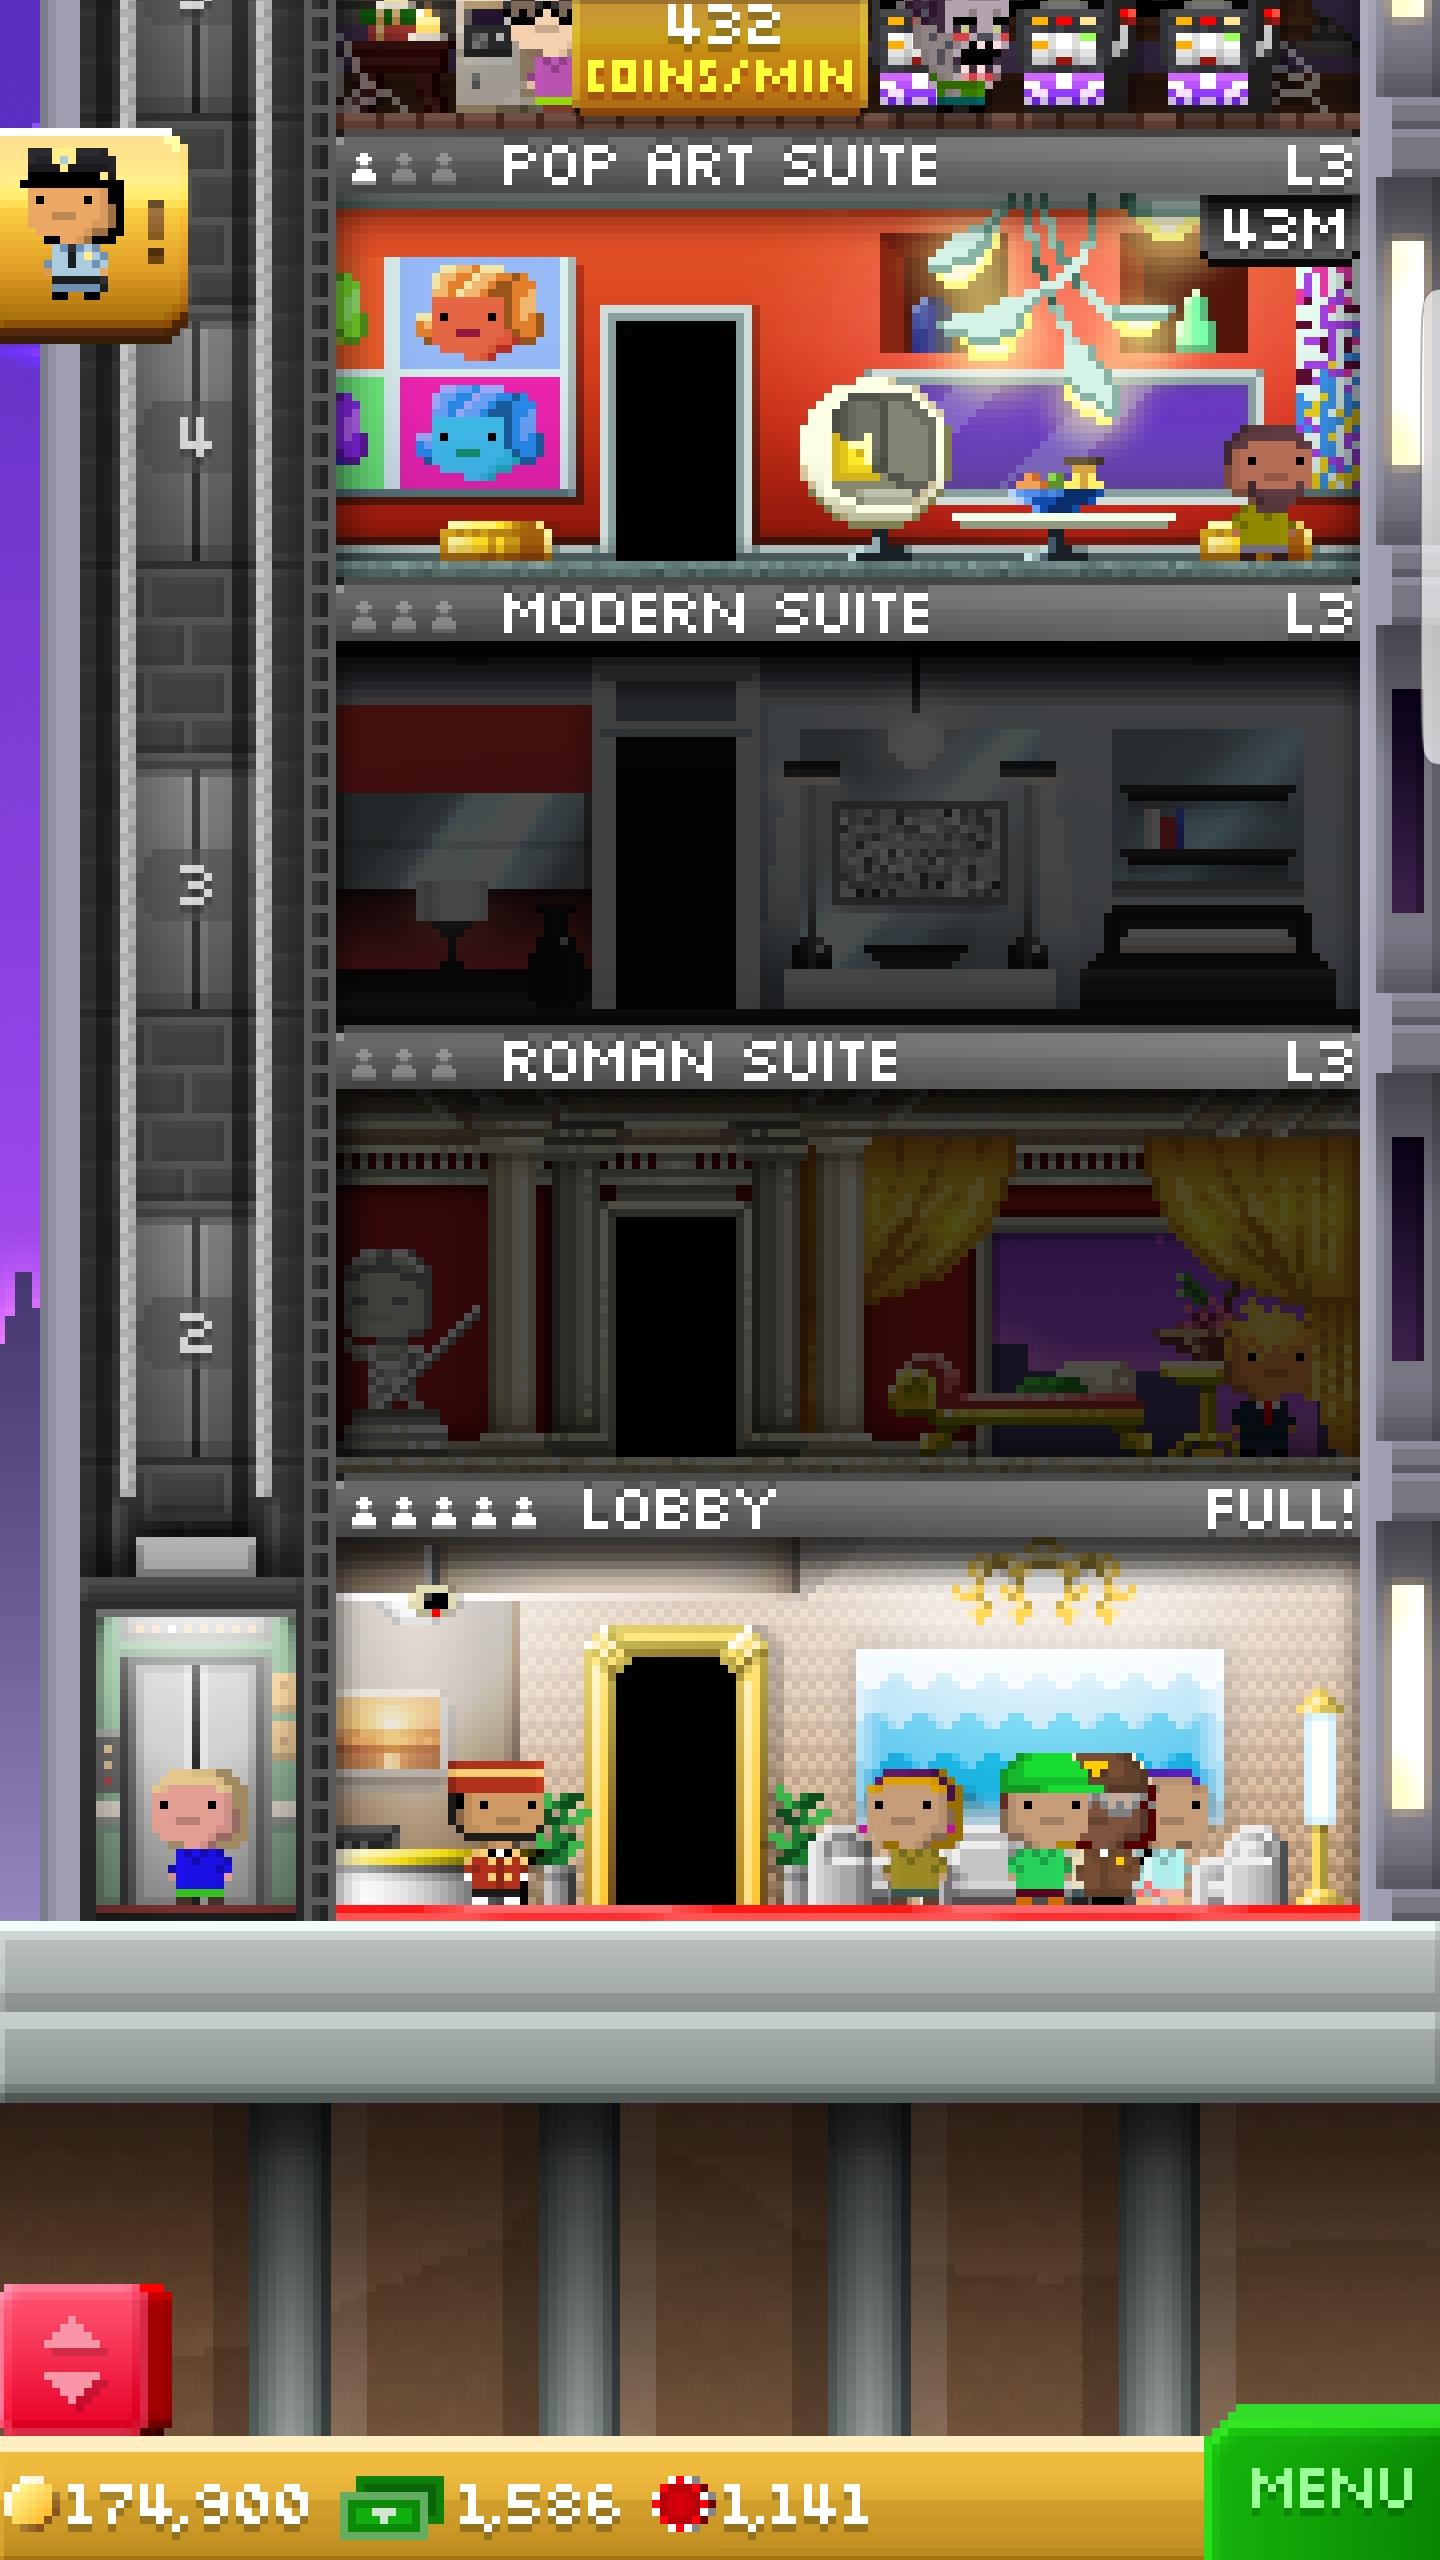 432
COINS/MIN
!
POP ART SUITE L3
43M
4
MODERN SUITE L3
3
ROMAN SUITE L3
2
LOBBY FULL!
MENU
174,900 1,586 1,141